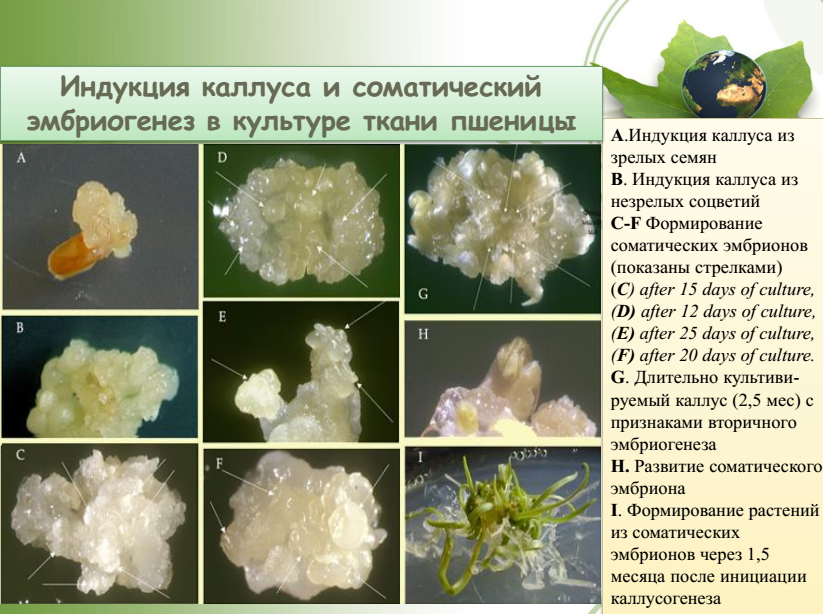 Индукция каллуса и соматический
эмбриогенез в культуре ткани пшеницы
A
D
G
B
E
H
C
F
I
A.Индукция каллуса из
зрелых семян
B. Индукция каллуса из
незрелых соцветий
C-F Формирование
соматических эмбрионов
(показаны стрелками)
(C) after 15 days of culture,
(D) after 12 days of culture,
(E) after 25 days of culture,
(F) after 20 days of culture.
G. Длительно культиви-
руемый каллус (2,5 мес) с
признаками вторичного
эмбриогенеза
H. Развитие соматического
эмбриона
I. Формирование растений
из соматических
эмбрионов через 1,5
месяца после инициации
каллусогенеза